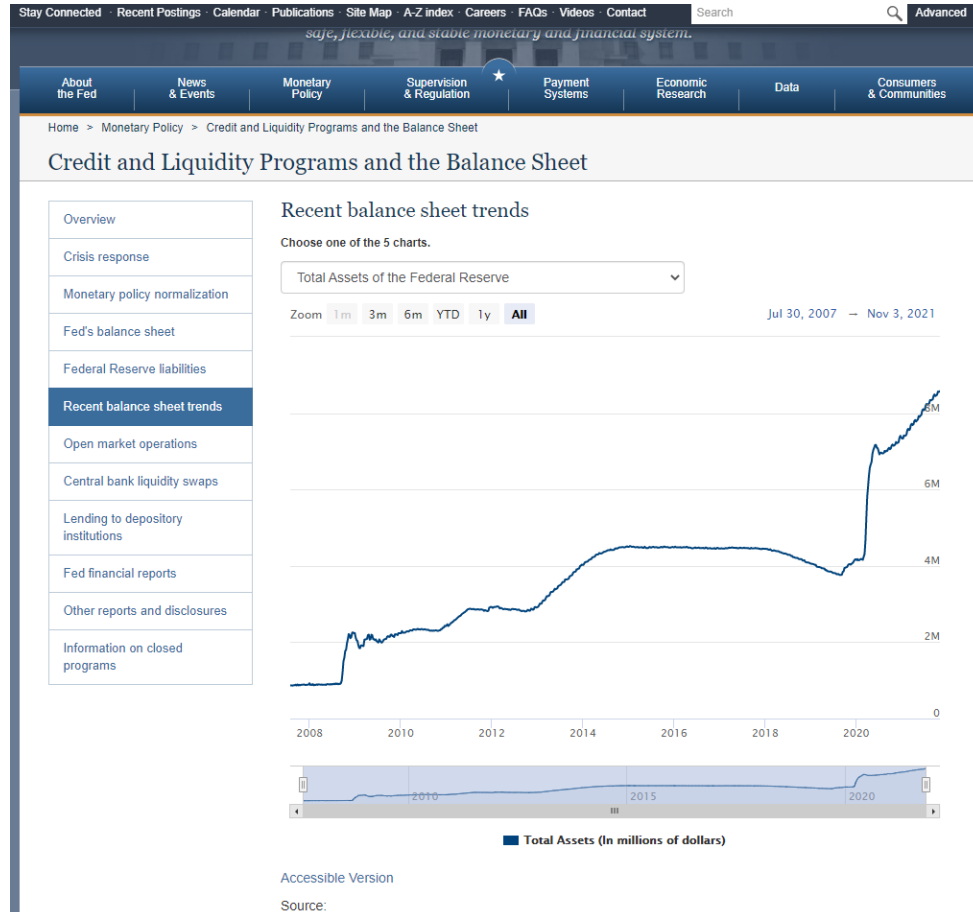 Stay Connected · Recent Postings · Calendar · Publications · Site Map · A-Z index · Careers · FAQs · Videos · Contact Search Advanced
safe, flexible, and stable monetary and financial system.
About the Fed
News & Events
Monetary Policy
Supervision & Regulation
Payment Systems
Economic Research
Data
Consumers & Communities
Home > Monetary Policy > Credit and Liquidity Programs and the Balance Sheet
Credit and Liquidity Programs and the Balance Sheet
Overview
Crisis response
Monetary policy normalization
Fed's balance sheet
Federal Reserve liabilities
Recent balance sheet trends
Open market operations
Central bank liquidity swaps
Lending to depository
institutions
Fed financial reports
Other reports and disclosures
Information on closed
programs
Recent balance sheet trends
Choose one of the 5 charts.
Total Assets of the Federal Reserve
Zoom 1m 3m 6m YTD 1y All Jul 30, 2007 → Nov 3, 2021
8M
6M
4M
2M
0
2008 2010 2012 2014 2016 2018 2020
2010 2015 2020
Total Assets (In millions of dollars)
Accessible Version
Source: